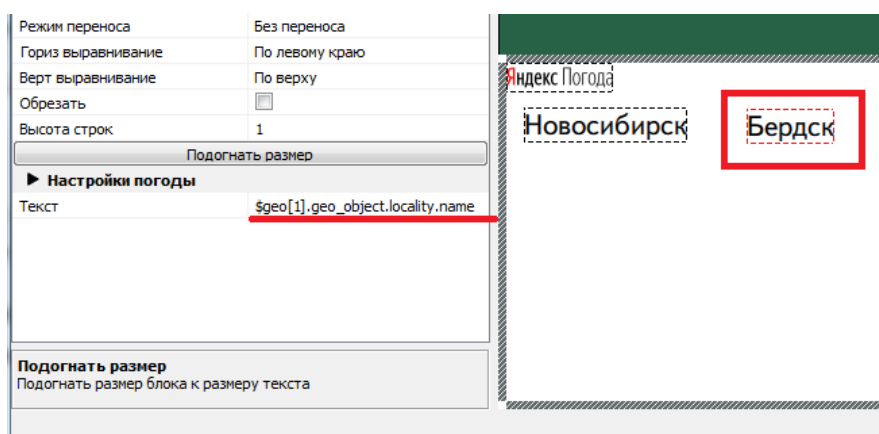 Режим переноса Без переноса
Гориз выравнивание По левому краю
Верт выравнивание По верху
Обрезать
Высота строк 1
Подогнать размер
Настройки погоды
Текст $geo[1].geo_object.locality.name
Подогнать размер
Подогнать размер блока к размеру текста
Яндекс Погода
Новосибирск Бердск